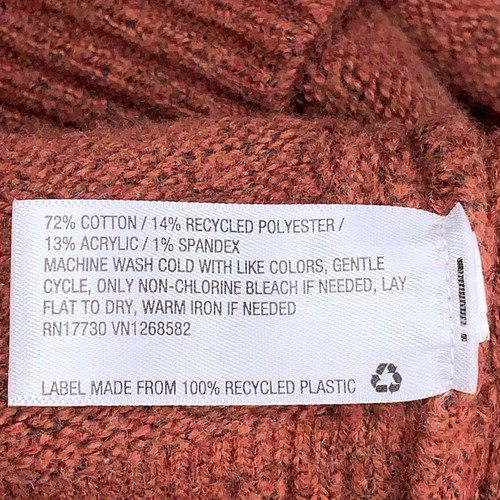 72% COTTON / 14% RECYCLED POLYESTER /
13% ACRYLIC / 1% SPANDEX
MACHINE WASH COLD WITH LIKE COLORS, GENTLE
CYCLE, ONLY NON-CHLORINE BLEACH IF NEEDED, LAY
FLAT TO DRY, WARM IRON IF NEEDED
RN17730 VN1268582
LABEL MADE FROM 100% RECYCLED PLASTIC